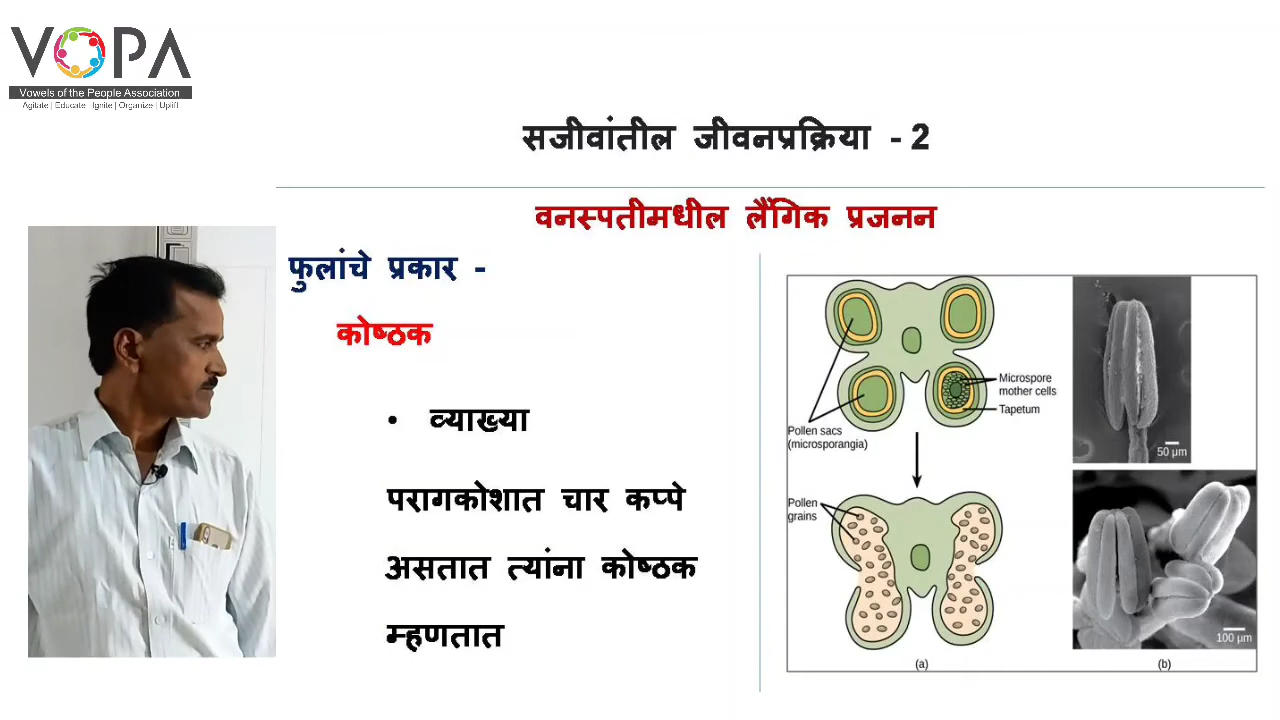 VOPA
Vowels of the People Association
Agitate | Educate | Ignite | Organize | Uplift
सजीवांतील जीवनप्रक्रिया - 2
वनस्पतीमधील लैंगिक प्रजनन
फुलांचे प्रकार -
कोष्ठक
• व्याख्या
परागकोशात चार कप्पे
असतात त्यांना कोष्ठक
म्हणतात
Microspore
mother cells
Tapetum
Pollen sacs
(microsporangia)
Pollen
grains
(a)
50 µm
100 µm
(b)